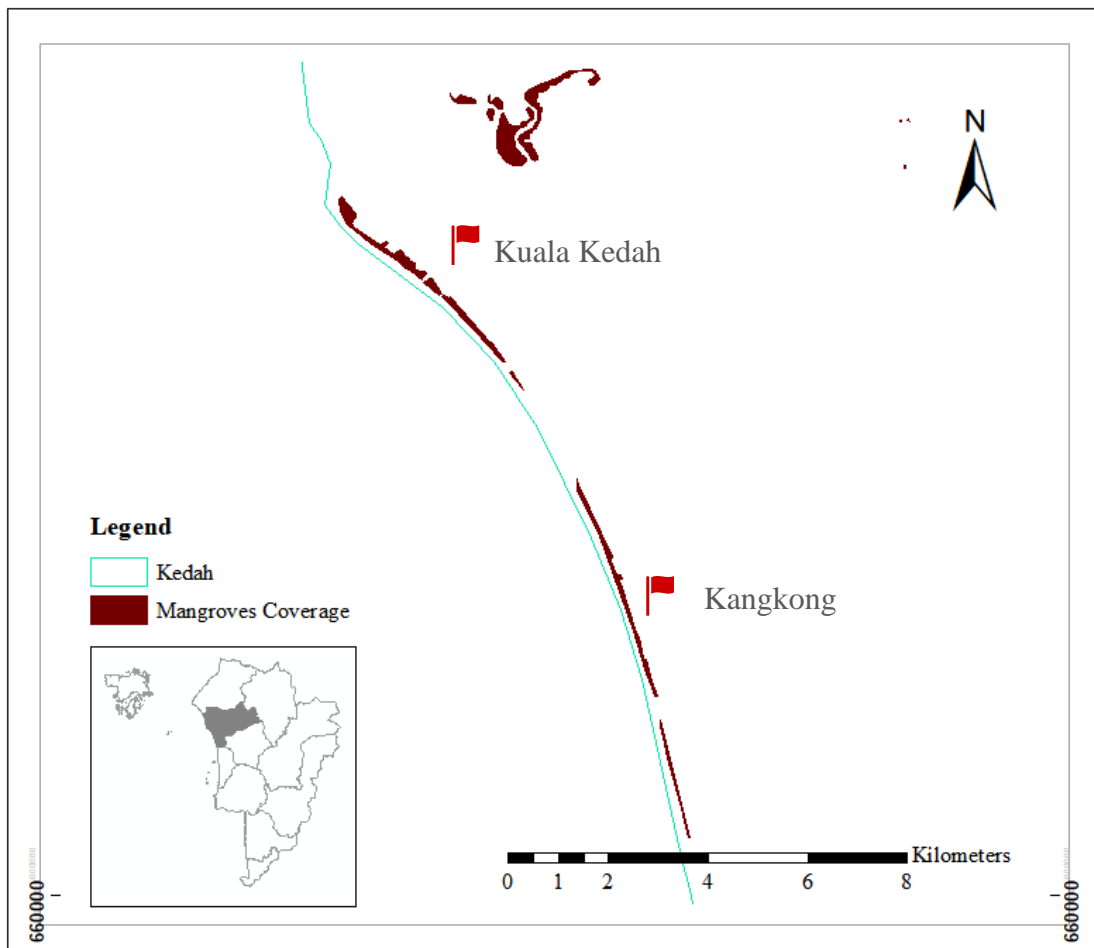 N
Kuala Kedah
Legend
Kedah
Kangkong
Mangroves Coverage
Kilometers
0 1 2 4 6 8
660000
660000